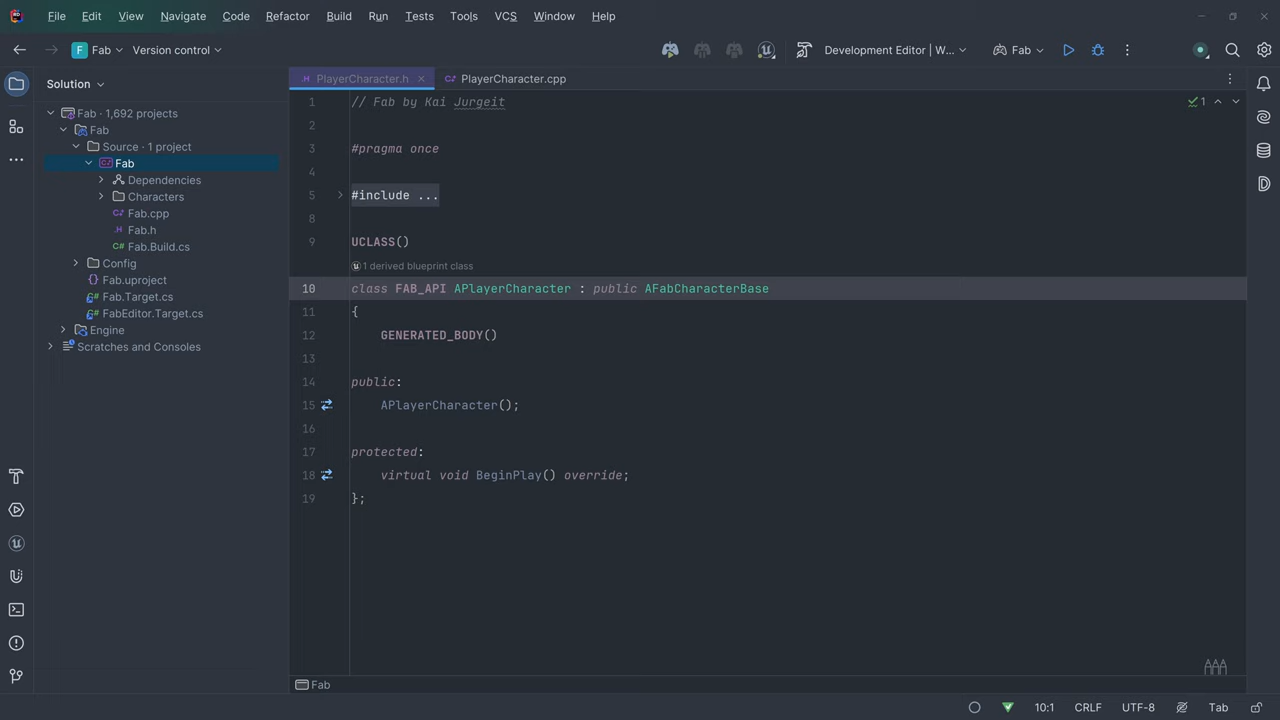 File Edit View Navigate Code Refactor Build Run Tests Tools VCS Window Help
F Fab Version control Development Editor | W... Fab
Solution
PlayerCharacter.h PlayerCharacter.cpp
Fab · 1,692 projects
Fab
Source · 1 project
Fab
Dependencies
Characters
Fab.cpp
Fab.h
Fab.Build.cs
Config
Fab.uproject
Fab.Target.cs
FabEditor.Target.cs
Engine
Scratches and Consoles
1 // Fab by Kai Jurgeit
1
2
3 #pragma once
4
5 #include ...
8
9 UCLASS()
1 derived blueprint class
10 class FAB_API APlayerCharacter : public AFabCharacterBase
11 {
12 GENERATED_BODY()
13
14 public:
15 APlayerCharacter();
16
17 protected:
18 virtual void BeginPlay() override;
19 };
Fab
10:1 CRLF UTF-8 Tab